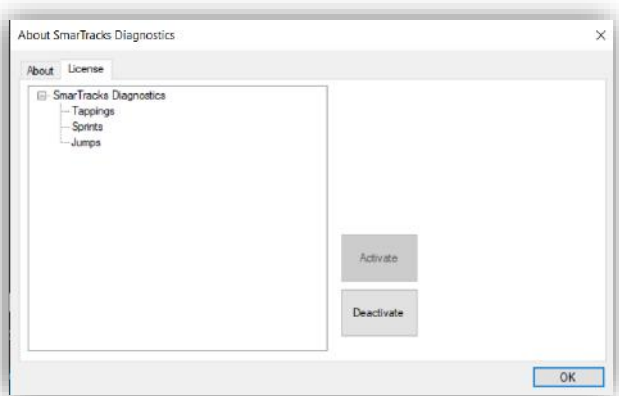 About SmarTracks Diagnostics
About License
SmarTracks Diagnostics
Tappings
Sprints
Jumps
Activate
Deactivate
OK